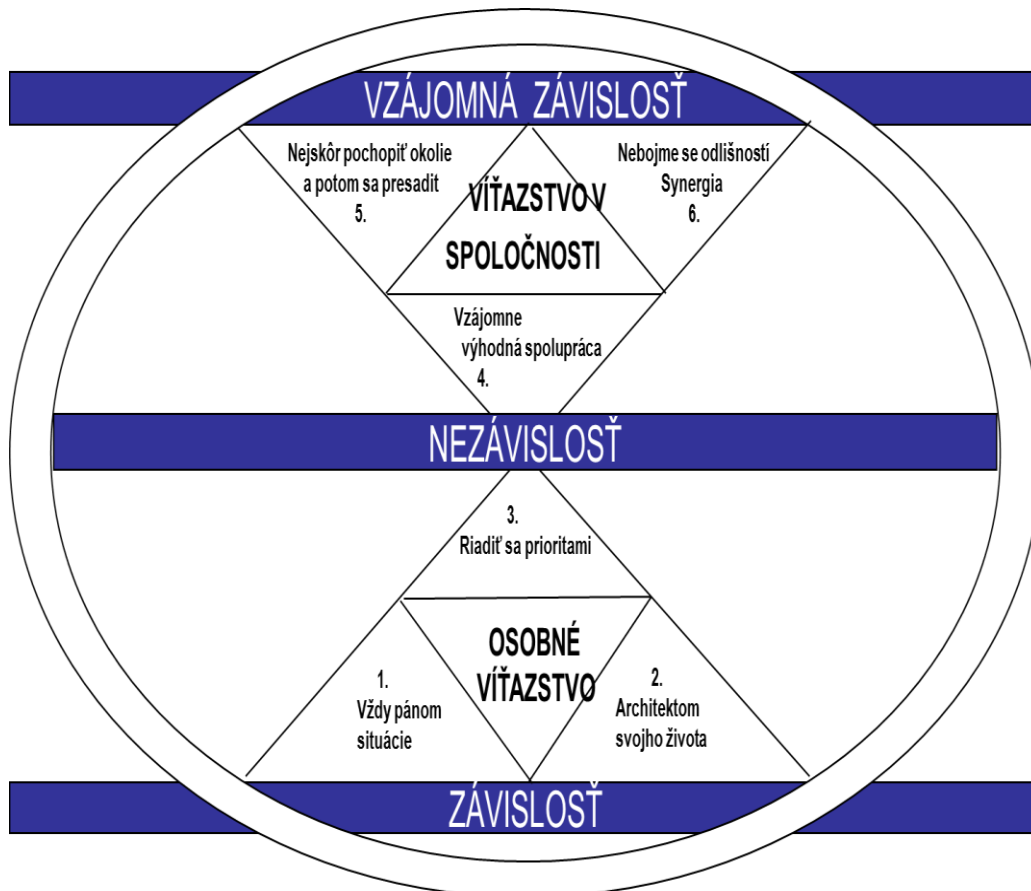 VZÁJOMNÁ ZÁVISLOSŤ
Nejskôr pochopiť okolie
a potom sa presadit
5.
VÍŤAZSTVO V
SPOLOČNOSTI
Nebojme se odlišností
Synergia
6.
Vzájomne
výhodná spolupráca
4.
NEZÁVISLOSŤ
3.
Riadiť sa prioritami
OSOBNÉ
VÍŤAZSTVO
1.
Vždy pánom
situácie
2.
Architektom
svojho života
ZÁVISLOSŤ